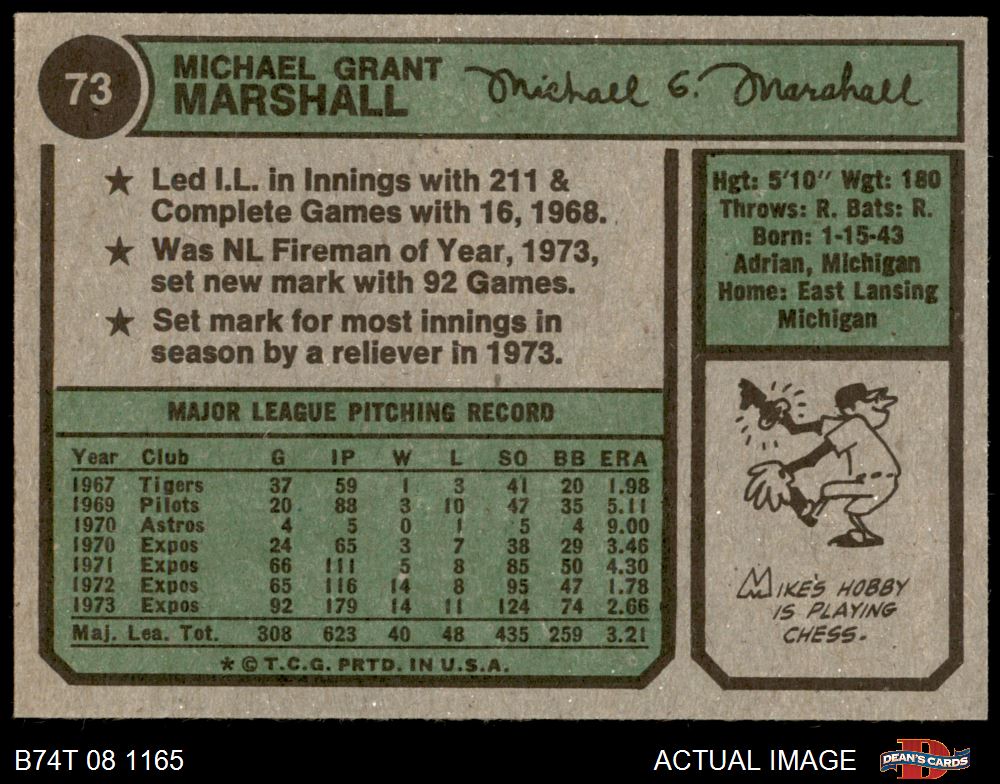 73
MICHAEL GRANT
MARSHALL
Michael G. Marshall
★ Led I.L. in Innings with 211 &
Complete Games with 16, 1968.
★ Was NL Fireman of Year, 1973,
set new mark with 92 Games.
★ Set mark for most innings in
season by a reliever in 1973.
Hgt: 5'10" Wgt: 180
Throws: R. Bats: R.
Born: 1-15-43
Adrian, Michigan
Home: East Lansing
Michigan
MAJOR LEAGUE PITCHING RECORD
Year Club G IP W L SO BB ERA
1967 Tigers 37 59 1 3 41 20 1.98
1969 Pilots 20 88 3 10 47 35 5.11
1970 Astros 4 5 0 1 5 4 9.00
1970 Expos 24 65 3 7 38 29 3.46
1971 Expos 66 111 5 8 85 50 4.30
1972 Expos 65 116 14 8 95 47 1.78
1973 Expos 92 179 14 11 124 74 2.66
Maj. Lea. Tot. 308 623 40 48 435 259 3.21
* © T.C.G. PRTD. IN U.S.A.
MIKE'S HOBBY
IS PLAYING
CHESS.
B74T 08 1165
ACTUAL IMAGE
DEAN'S CARDS